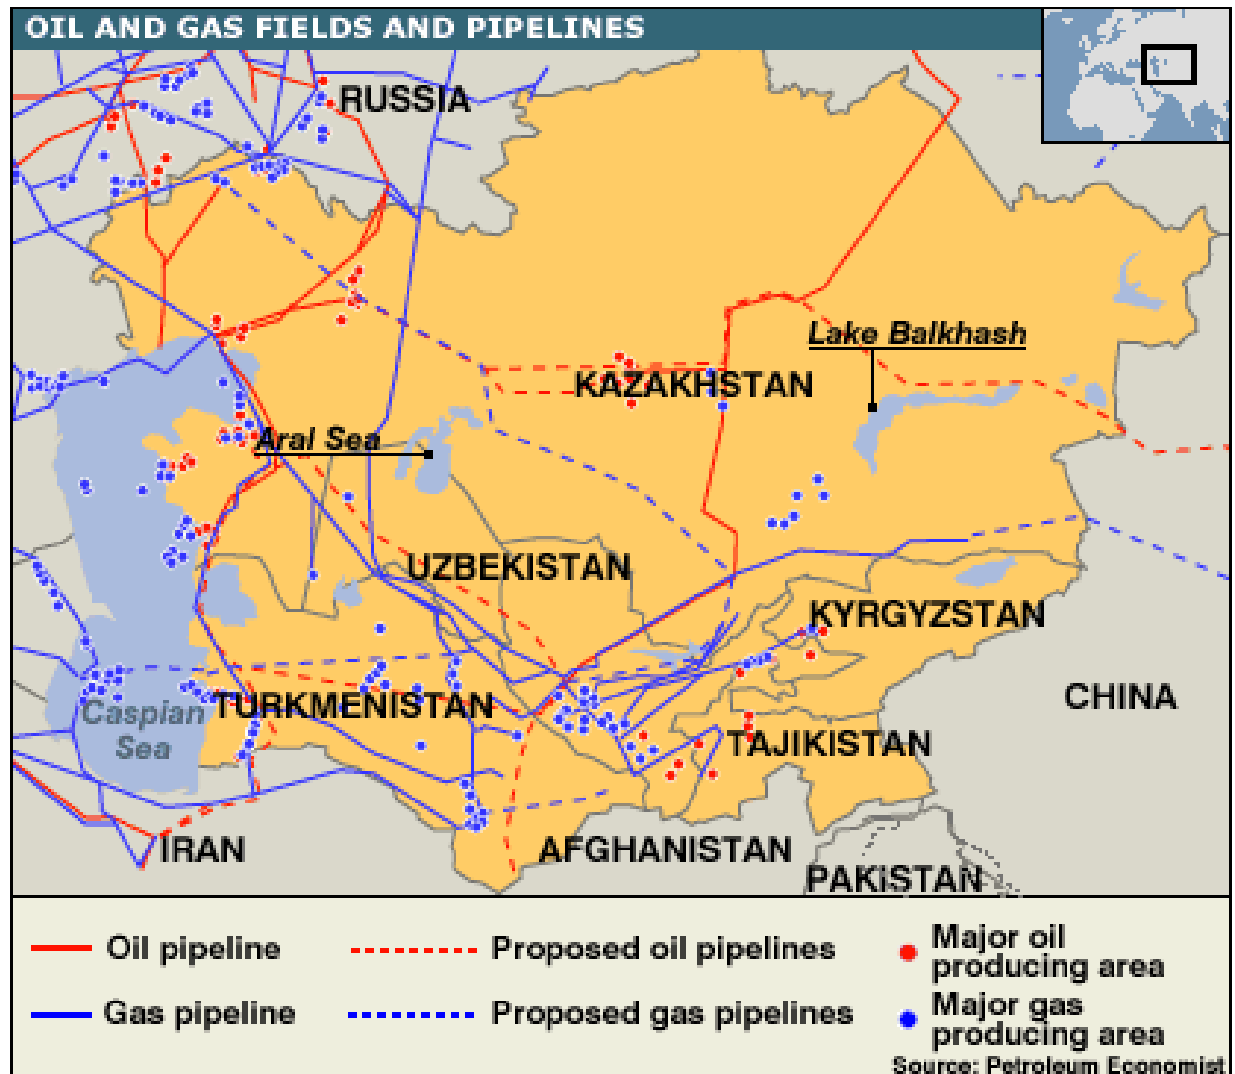 OIL AND GAS FIELDS AND PIPELINES
RUSSIA
Lake Balkhash
KAZAKHSTAN
Aral Sea
UZBEKISTAN
KYRGYZSTAN
CHINA
TURKMENISTAN
Caspian
Sea
TAJIKISTAN
IRAN
AFGHANISTAN
PAKISTAN
Oil pipeline
Proposed oil pipelines
Major oil
producing area
Gas pipeline
Proposed gas pipelines
Major gas
producing area
Source: Petroleum Economist